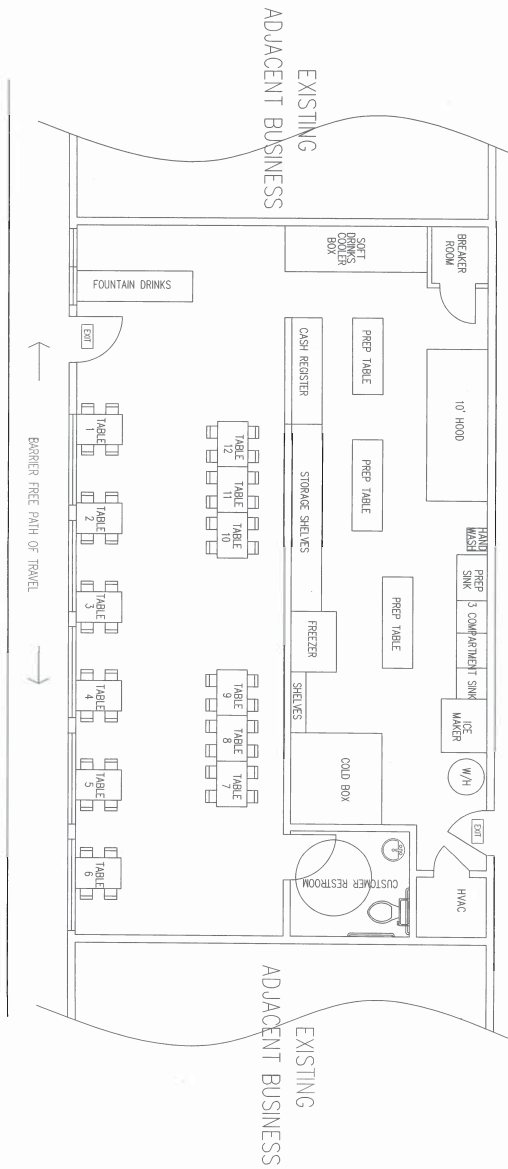 EXISTING
ADJACENT BUSINESS
BREAKER
ROOM
SOFT
DRINKS
COOLER
BOX
FOUNTAIN DRINKS
EXIT
CASH REGISTER
PREP TABLE
10' HOOD
TABLE
1
TABLE
12
TABLE
11
TABLE
10
STORAGE SHELVES
PREP TABLE
HAND
WASH
PREP
SINK
3 COMPARTMENT SINK
TABLE
2
TABLE
3
BARRIER FREE PATH OF TRAVEL
FREEZER
PREP TABLE
SHELVES
ICE
MAKER
W/H
TABLE
4
TABLE
9
TABLE
8
TABLE
7
COLD BOX
EXIT
TABLE
5
TABLE
6
CUSTOMER RESTROOM
HVAC
EXISTING
ADJACENT BUSINESS